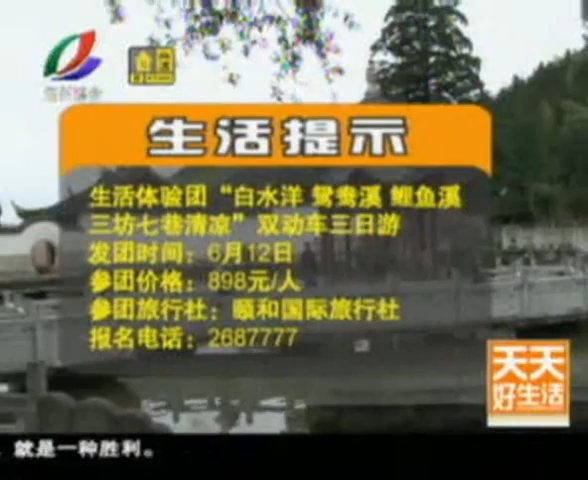 生活提示
生活体验团“白水洋 鸳鸯溪 鲤鱼溪
三坊七巷清凉”双动车三日游
发团时间：6月12日
参团价格：898元/人
参团旅行社：颐和国际旅行社
报名电话：2687777
天天
好生活
就是一种胜利。